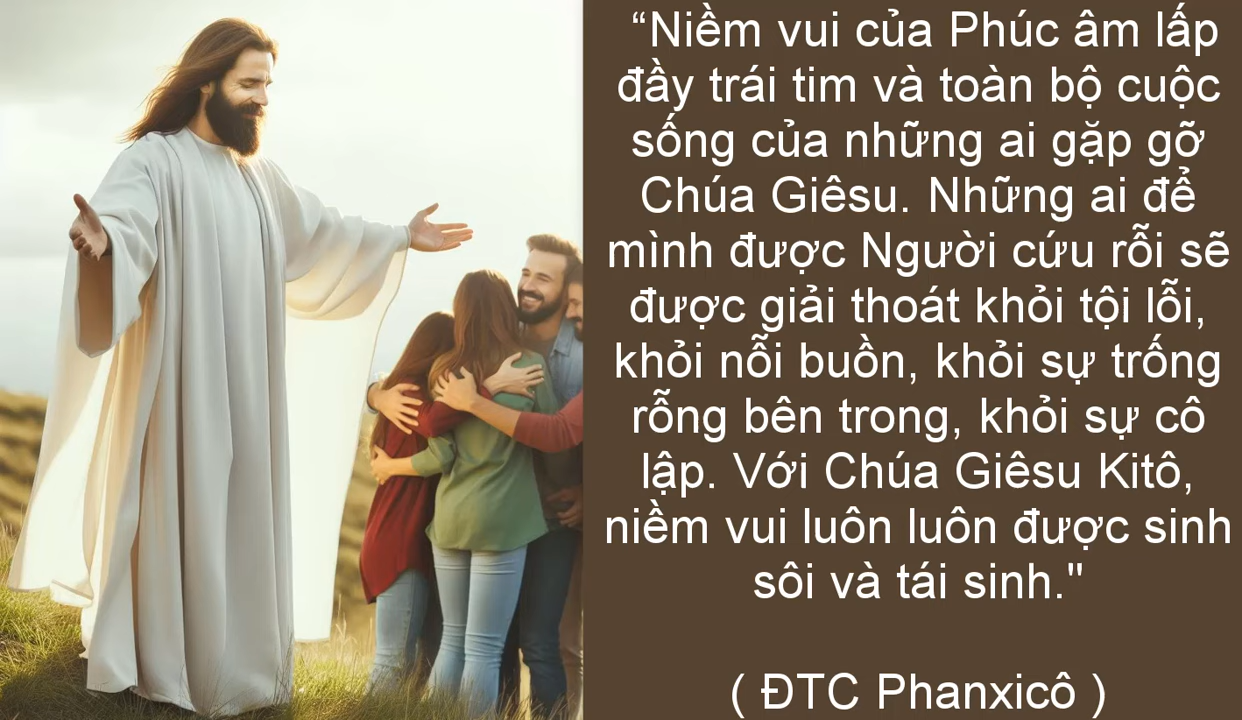 “Niềm vui của Phúc âm lấp
đầy trái tim và toàn bộ cuộc
sống của những ai gặp gỡ
Chúa Giêsu. Những ai để
mình được Người cứu rỗi sẽ
được giải thoát khỏi tội lỗi,
khỏi nỗi buồn, khỏi sự trống
rỗng bên trong, khỏi sự cô
lập. Với Chúa Giêsu Kitô,
niềm vui luôn luôn được sinh
sôi và tái sinh."
( ĐTC Phanxicô )